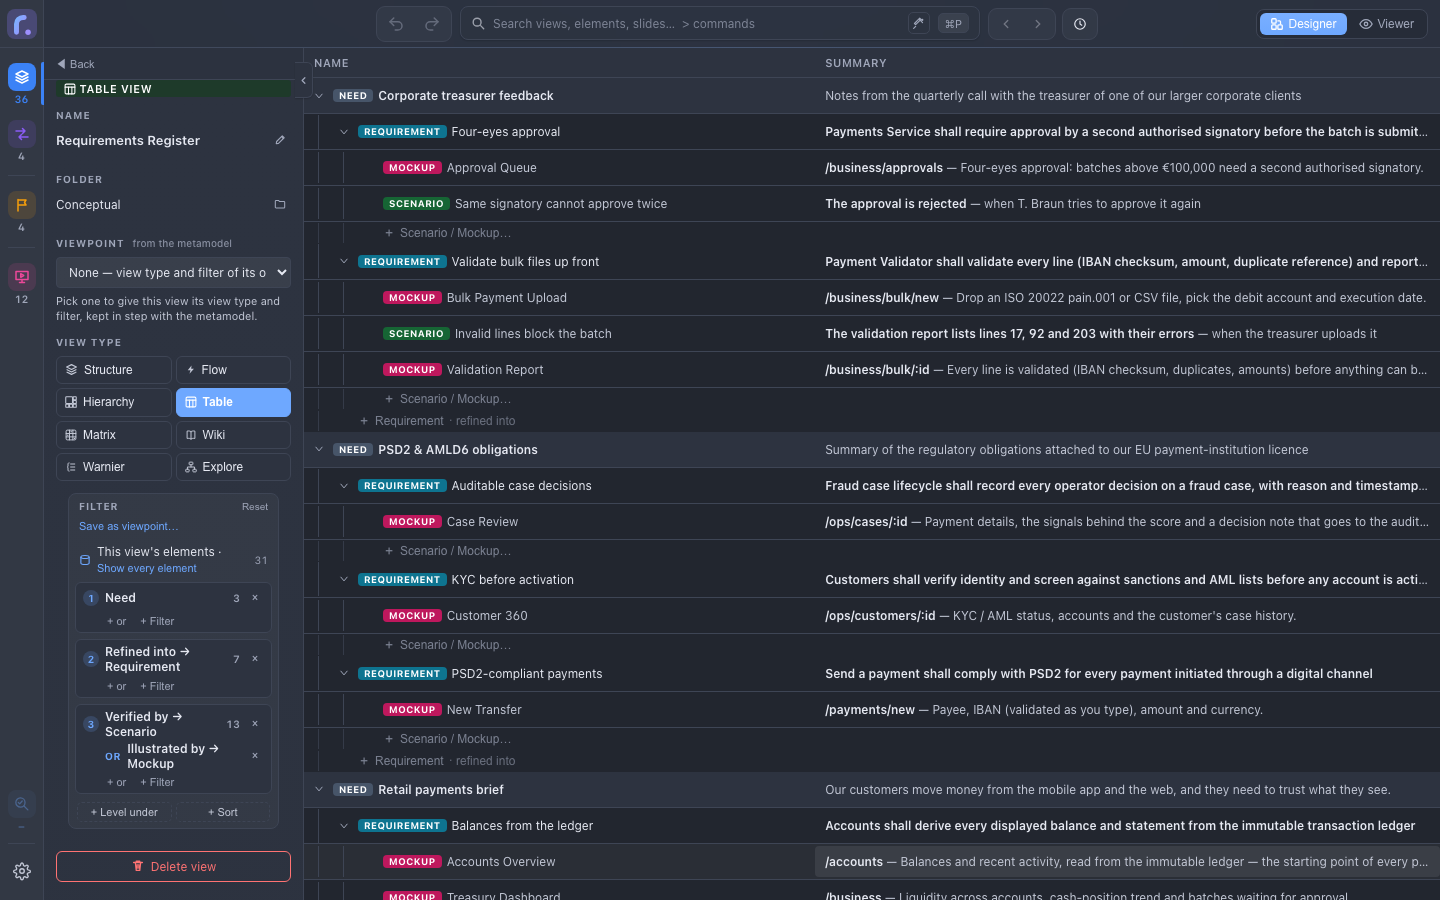 Search views, elements, slides... > commands
⌘P
Designer
Viewer
36
4
4
12
–
Back
TABLE VIEW
NAME
Requirements Register
FOLDER
Conceptual
VIEWPOINT from the metamodel
None — view type and filter of its o
Pick one to give this view its view type and
filter, kept in step with the metamodel.
VIEW TYPE
Structure
Flow
Hierarchy
Table
Matrix
Wiki
Warnier
Explore
FILTER
Reset
Save as viewpoint...
This view's elements ·
Show every element
31
1 Need 3 ×
+ or + Filter
2 Refined into → Requirement 7 ×
+ or + Filter
3 Verified by → Scenario 13 ×
OR Illustrated by → Mockup ×
+ or + Filter
+ Level under
+ Sort
Delete view
NAME SUMMARY
NEED Corporate treasurer feedback Notes from the quarterly call with the treasurer of one of our larger corporate clients
REQUIREMENT Four-eyes approval Payments Service shall require approval by a second authorised signatory before the batch is submit...
MOCKUP Approval Queue /business/approvals — Four-eyes approval: batches above €100,000 need a second authorised signatory.
SCENARIO Same signatory cannot approve twice The approval is rejected — when T. Braun tries to approve it again
+ Scenario / Mockup...
REQUIREMENT Validate bulk files up front Payment Validator shall validate every line (IBAN checksum, amount, duplicate reference) and report...
MOCKUP Bulk Payment Upload /business/bulk/new — Drop an ISO 20022 pain.001 or CSV file, pick the debit account and execution date.
SCENARIO Invalid lines block the batch The validation report lists lines 17, 92 and 203 with their errors — when the treasurer uploads it
MOCKUP Validation Report /business/bulk/:id — Every line is validated (IBAN checksum, duplicates, amounts) before anything can b...
+ Scenario / Mockup...
+ Requirement · refined into
NEED PSD2 & AMLD6 obligations Summary of the regulatory obligations attached to our EU payment-institution licence
REQUIREMENT Auditable case decisions Fraud case lifecycle shall record every operator decision on a fraud case, with reason and timestamp...
MOCKUP Case Review /ops/cases/:id — Payment details, the signals behind the score and a decision note that goes to the audit...
+ Scenario / Mockup...
REQUIREMENT KYC before activation Customers shall verify identity and screen against sanctions and AML lists before any account is acti...
MOCKUP Customer 360 /ops/customers/:id — KYC / AML status, accounts and the customer's case history.
+ Scenario / Mockup...
REQUIREMENT PSD2-compliant payments Send a payment shall comply with PSD2 for every payment initiated through a digital channel
MOCKUP New Transfer /payments/new — Payee, IBAN (validated as you type), amount and currency.
+ Scenario / Mockup...
+ Requirement · refined into
NEED Retail payments brief Our customers move money from the mobile app and the web, and they need to trust what they see.
REQUIREMENT Balances from the ledger Accounts shall derive every displayed balance and statement from the immutable transaction ledger
MOCKUP Accounts Overview /accounts — Balances and recent activity, read from the immutable ledger — the starting point of every p...
MOCKUP Treasury Dashboard /business — Liquidity across accounts, cash-position trend and batches waiting for approval.